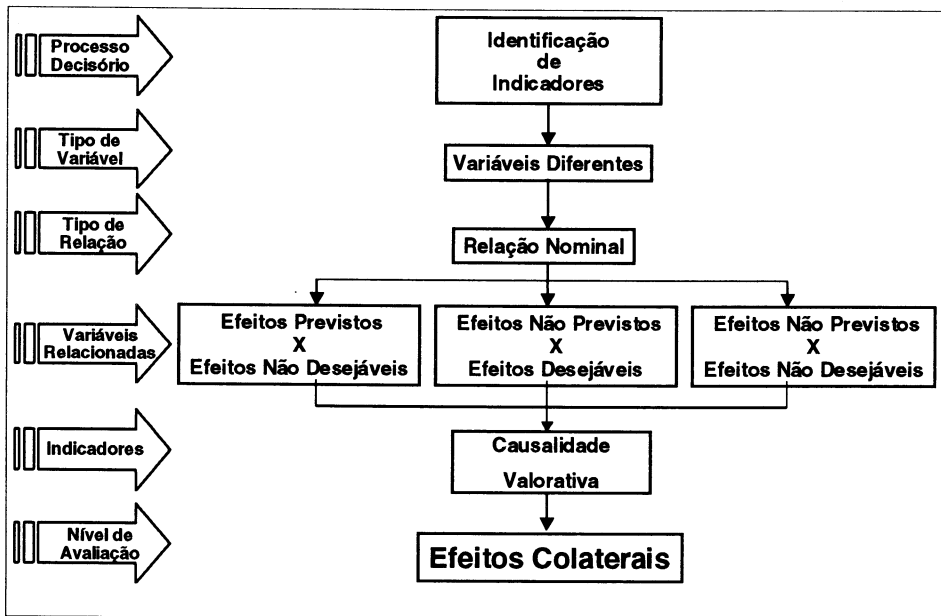 Processo
Decisório
Identificação
de
Indicadores
Tipo de
Variável
Variáveis Diferentes
Tipo de
Relação
Relação Nominal
Variáveis
Relacionadas
Efeitos Previstos
X
Efeitos Não Desejáveis
Efeitos Não Previstos
X
Efeitos Desejáveis
Efeitos Não Previstos
X
Efeitos Não Desejáveis
Indicadores
Causalidade
Valorativa
Nível de
Avaliação
Efeitos Colaterais